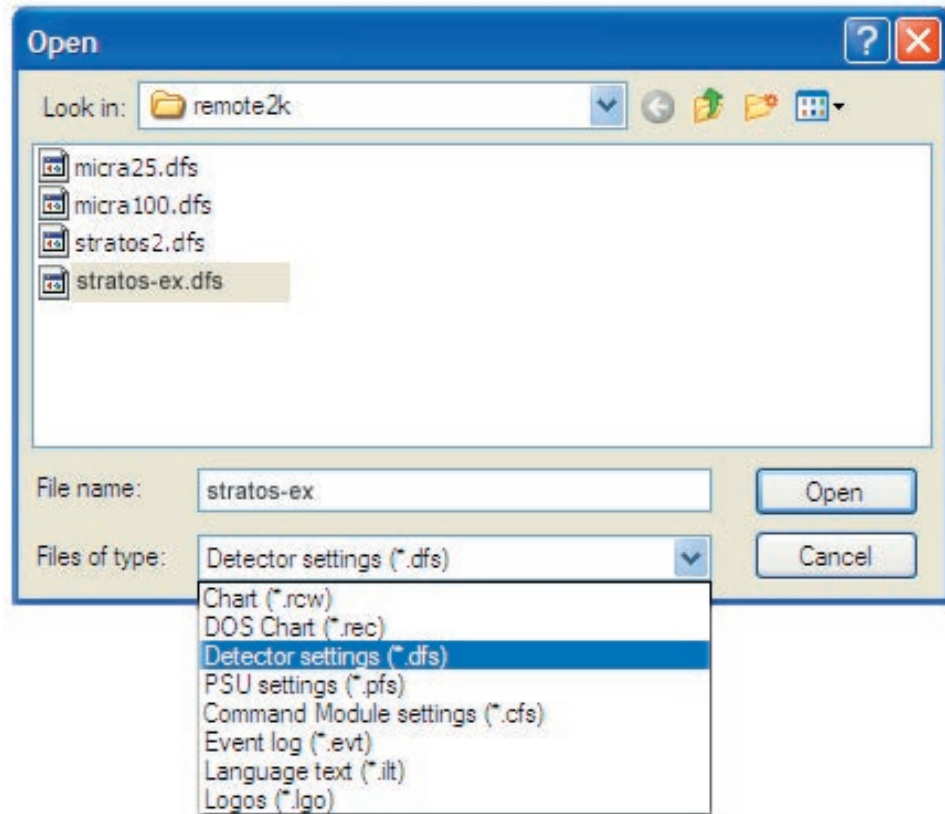 Open
Look in: remote2k
micra25.dfs
micra100.dfs
stratos2.dfs
stratos-ex.dfs
File name: stratos-ex Open
Files of type: Detector settings (*.dfs) Cancel
Chart (*.rcw)
DOS Chart (*.rec)
Detector settings (*.dfs)
PSU settings (*.pfs)
Command Module settings (*.cfs)
Event log (*.evt)
Language text (*.ilt)
Logos (*.lgo)